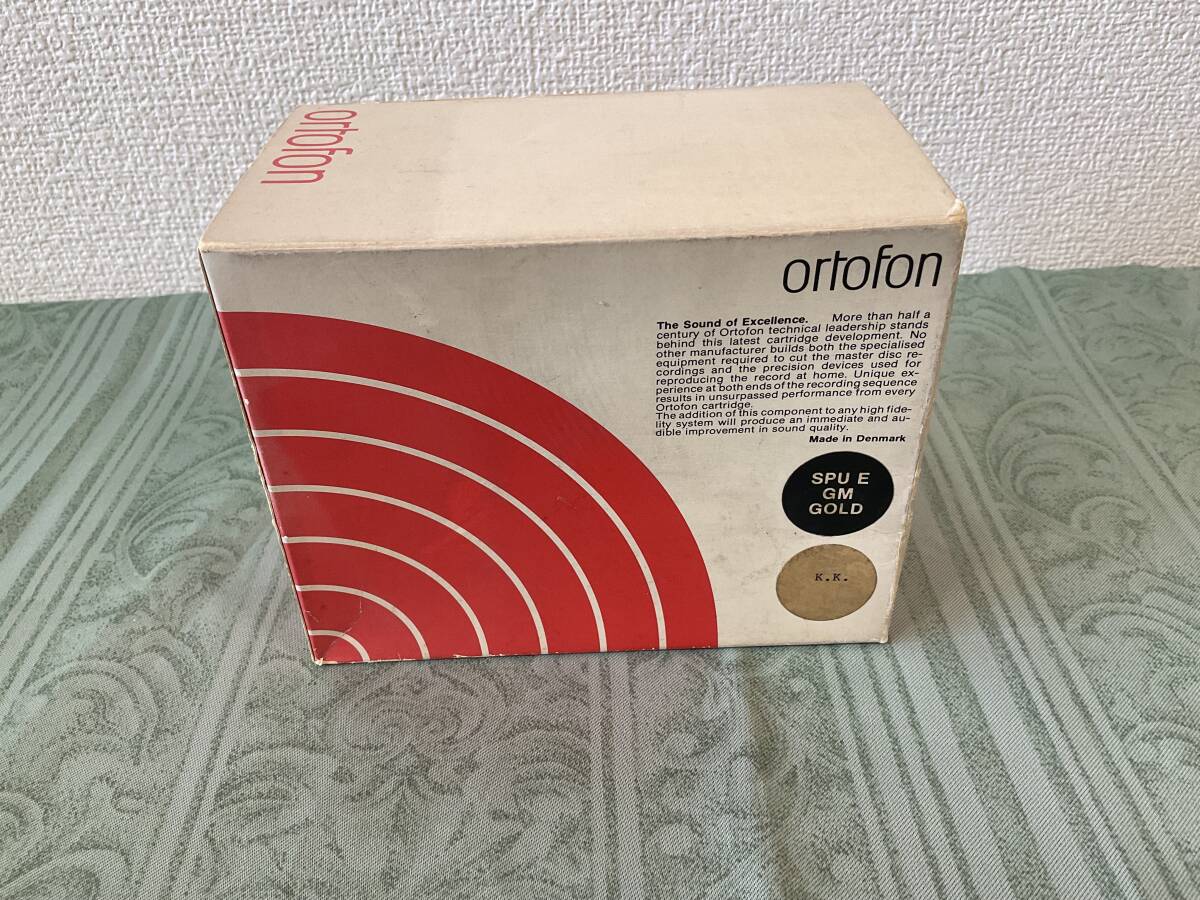 ortofon
ortofon
The Sound of Excellence. More than half a
century of Ortofon technical leadership stands
behind this latest cartridge development. No
other manufacturer builds both the specialised
equipment required to cut the master disc re-
cordings and the precision devices used for
reproducing the record at home. Unique ex-
perience at both ends of the recording sequence
results in unsurpassed performance from every
Ortofon cartridge.
The addition of this component to any high fide-
lity system will produce an immediate and au-
dible improvement in sound quality.
Made in Denmark
SPU E
GM
GOLD
K.K.